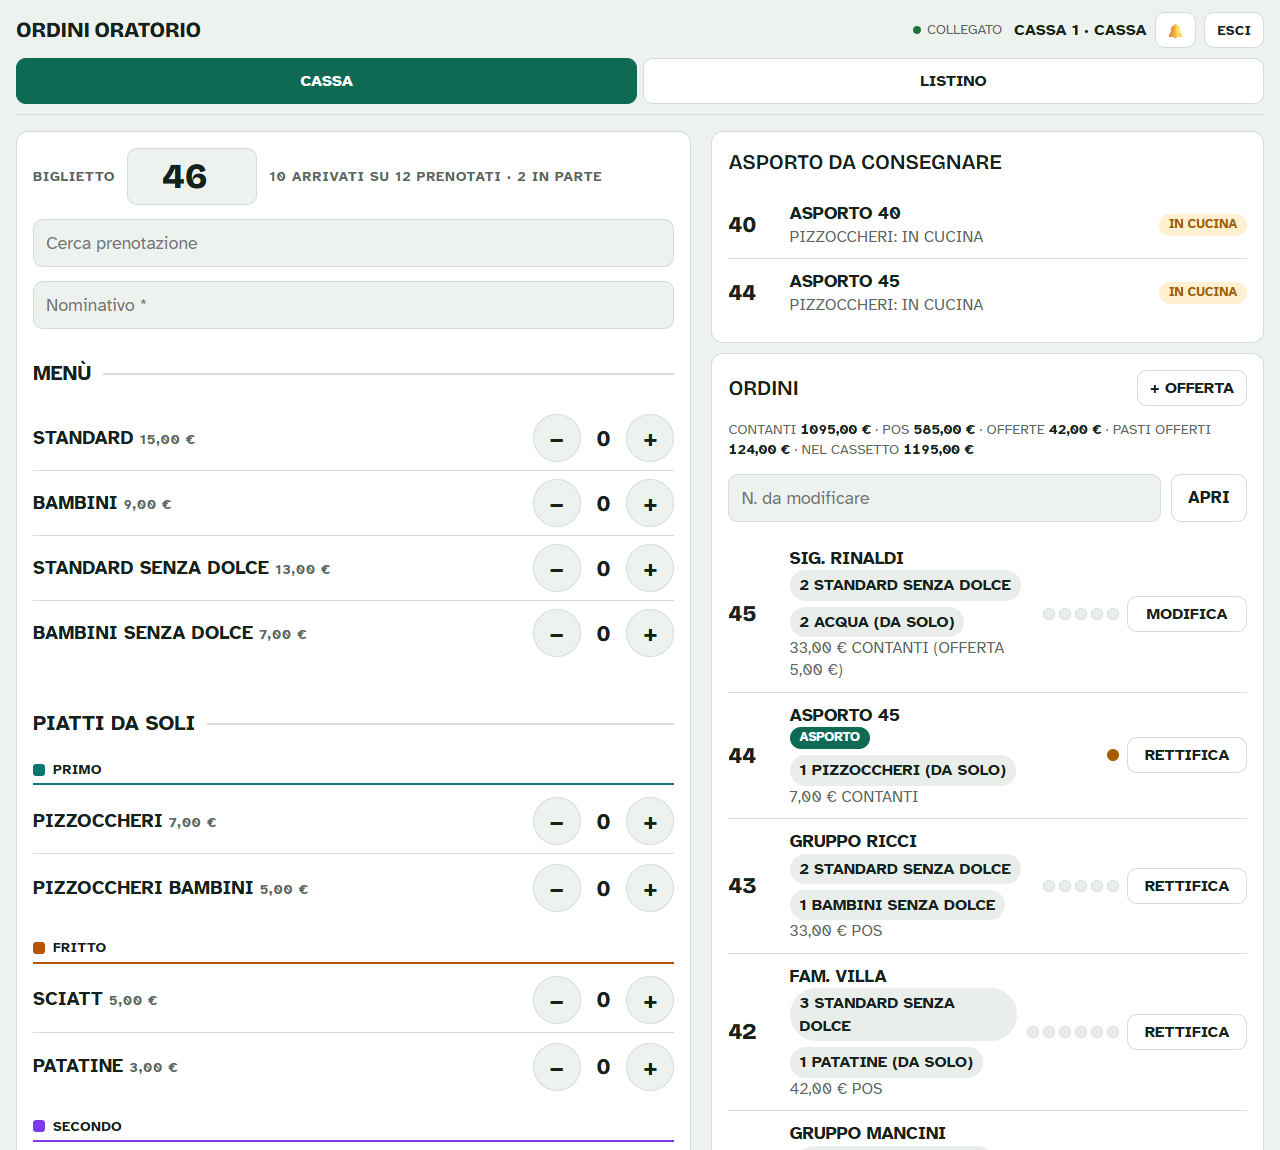 ORDINI ORATORIO
COLLEGATO CASSA 1 · CASSA ESCI
CASSA LISTINO
BIGLIETTO 46 10 ARRIVATI SU 12 PRENOTATI · 2 IN PARTE
Cerca prenotazione
Nominativo *
MENÙ
STANDARD 15,00 € – 0 +
BAMBINI 9,00 € – 0 +
STANDARD SENZA DOLCE 13,00 € – 0 +
BAMBINI SENZA DOLCE 7,00 € – 0 +
PIATTI DA SOLI
PRIMO
PIZZOCCHERI 7,00 € – 0 +
PIZZOCCHERI BAMBINI 5,00 € – 0 +
FRITTO
SCIATT 5,00 € – 0 +
PATATINE 3,00 € – 0 +
SECONDO
ASPORTO DA CONSEGNARE
40 ASPORTO 40 IN CUCINA
PIZZOCCHERI: IN CUCINA
44 ASPORTO 45 IN CUCINA
PIZZOCCHERI: IN CUCINA
ORDINI + OFFERTA
CONTANTI 1095,00 € · POS 585,00 € · OFFERTE 42,00 € · PASTI OFFERTI
124,00 € · NEL CASSETTO 1195,00 €
N. da modificare APRI
SIG. RINALDI
2 STANDARD SENZA DOLCE
45 2 ACQUA (DA SOLO) MODIFICA
33,00 € CONTANTI (OFFERTA
5,00 €)
ASPORTO 45
ASPORTO
44 1 PIZZOCCHERI (DA SOLO) RETTIFICA
7,00 € CONTANTI
GRUPPO RICCI
2 STANDARD SENZA DOLCE
43 1 BAMBINI SENZA DOLCE RETTIFICA
33,00 € POS
FAM. VILLA
3 STANDARD SENZA
DOLCE
42 1 PATATINE (DA SOLO) RETTIFICA
42,00 € POS
GRUPPO MANCINI